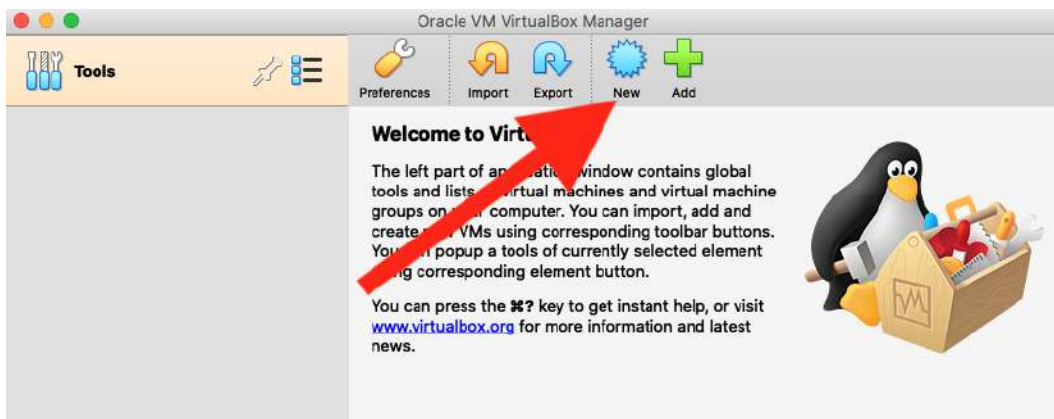 Oracle VM VirtualBox Manager
Tools
Preferences
Import
Export
New
Add
Welcome to Virt
The left part of window contains global
tools and lists virtual machines and virtual machine
groups on computer. You can import, add and
create VMs using corresponding toolbar buttons.
popup a tools of currently selected element
corresponding element button.
You can press the ⌘? key to get instant help, or visit
www.virtualbox.org for more information and latest
news.